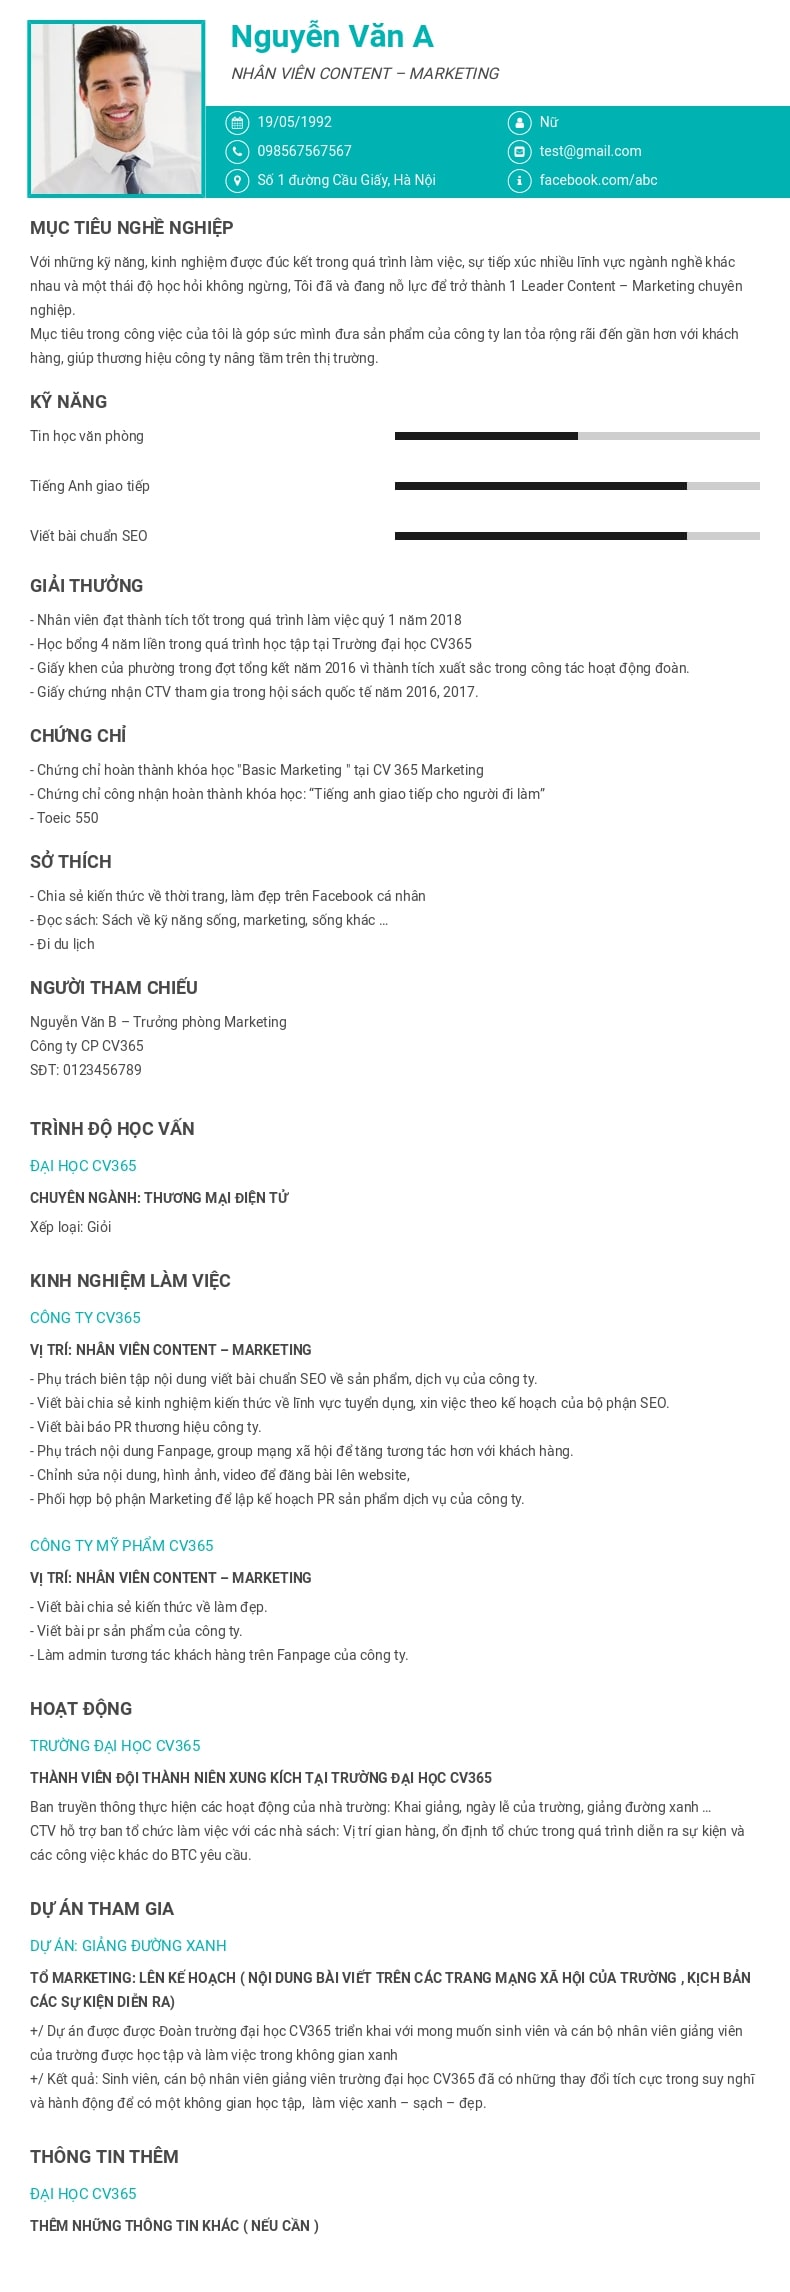 Nguyễn Văn A
NHÂN VIÊN CONTENT – MARKETING
19/05/1992
Nữ
098567567567
test@gmail.com
Số 1 đường Cầu Giấy, Hà Nội
facebook.com/abc
MỤC TIÊU NGHỀ NGHIỆP
Với những kỹ năng, kinh nghiệm được đúc kết trong quá trình làm việc, sự tiếp xúc nhiều lĩnh vực ngành nghề khác
nhau và một thái độ học hỏi không ngừng, Tôi đã và đang nỗ lực để trở thành 1 Leader Content – Marketing chuyên
nghiệp.
Mục tiêu trong công việc của tôi là góp sức mình đưa sản phẩm của công ty lan tỏa rộng rãi đến gần hơn với khách
hàng, giúp thương hiệu công ty nâng tầm trên thị trường.
KỸ NĂNG
Tin học văn phòng
Tiếng Anh giao tiếp
Viết bài chuẩn SEO
GIẢI THƯỞNG
- Nhân viên đạt thành tích tốt trong quá trình làm việc quý 1 năm 2018
- Học bổng 4 năm liền trong quá trình học tập tại Trường đại học CV365
- Giấy khen của phường trong đợt tổng kết năm 2016 vì thành tích xuất sắc trong công tác hoạt động đoàn.
- Giấy chứng nhận CTV tham gia trong hội sách quốc tế năm 2016, 2017.
CHỨNG CHỈ
- Chứng chỉ hoàn thành khóa học "Basic Marketing " tại CV 365 Marketing
- Chứng chỉ công nhận hoàn thành khóa học: “Tiếng anh giao tiếp cho người đi làm”
- Toeic 550
SỞ THÍCH
- Chia sẻ kiến thức về thời trang, làm đẹp trên Facebook cá nhân
- Đọc sách: Sách về kỹ năng sống, marketing, sống khác ...
- Đi du lịch
NGƯỜI THAM CHIẾU
Nguyễn Văn B – Trưởng phòng Marketing
Công ty CP CV365
SĐT: 0123456789
TRÌNH ĐỘ HỌC VẤN
ĐẠI HỌC CV365
CHUYÊN NGÀNH: THƯƠNG MẠI ĐIỆN TỬ
Xếp loại: Giỏi
KINH NGHIỆM LÀM VIỆC
CÔNG TY CV365
VỊ TRÍ: NHÂN VIÊN CONTENT – MARKETING
- Phụ trách biên tập nội dung viết bài chuẩn SEO về sản phẩm, dịch vụ của công ty.
- Viết bài chia sẻ kinh nghiệm kiến thức về lĩnh vực tuyển dụng, xin việc theo kế hoạch của bộ phận SEO.
- Viết bài báo PR thương hiệu công ty.
- Phụ trách nội dung Fanpage, group mạng xã hội để tăng tương tác hơn với khách hàng.
- Chỉnh sửa nội dung, hình ảnh, video để đăng bài lên website,
- Phối hợp bộ phận Marketing để lập kế hoạch PR sản phẩm dịch vụ của công ty.
CÔNG TY MỸ PHẨM CV365
VỊ TRÍ: NHÂN VIÊN CONTENT – MARKETING
- Viết bài chia sẻ kiến thức về làm đẹp.
- Viết bài pr sản phẩm của công ty.
- Làm admin tương tác khách hàng trên Fanpage của công ty.
HOẠT ĐỘNG
TRƯỜNG ĐẠI HỌC CV365
THÀNH VIÊN ĐỘI THÀNH NIÊN XUNG KÍCH TẠI TRƯỜNG ĐẠI HỌC CV365
Ban truyền thông thực hiện các hoạt động của nhà trường: Khai giảng, ngày lễ của trường, giảng đường xanh ...
CTV hỗ trợ ban tổ chức làm việc với các nhà sách: Vị trí gian hàng, ổn định tổ chức trong quá trình diễn ra sự kiện và
các công việc khác do BTC yêu cầu.
DỰ ÁN THAM GIA
DỰ ÁN: GIẢNG ĐƯỜNG XANH
TỔ MARKETING: LÊN KẾ HOẠCH ( NỘI DUNG BÀI VIẾT TRÊN CÁC TRANG MẠNG XÃ HỘI CỦA TRƯỜNG , KỊCH BẢN
CÁC SỰ KIỆN DIỄN RA)
+/ Dự án được được Đoàn trường đại học CV365 triển khai với mong muốn sinh viên và cán bộ nhân viên giảng viên
của trường được học tập và làm việc trong không gian xanh
+/ Kết quả: Sinh viên, cán bộ nhân viên giảng viên trường đại học CV365 đã có những thay đổi tích cực trong suy nghĩ
và hành động để có một không gian học tập,  làm việc xanh – sạch – đẹp.
THÔNG TIN THÊM
ĐẠI HỌC CV365
THÊM NHỮNG THÔNG TIN KHÁC ( NẾU CẦN )